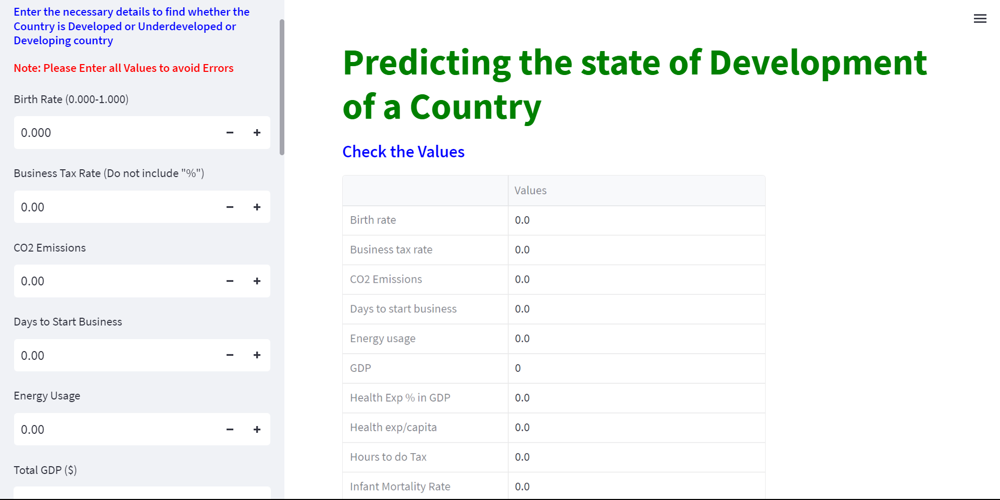 Enter the necessary details to find whether the
Country is Developed or Underdeveloped or
Developing country
Note: Please Enter all Values to avoid Errors
Birth Rate (0.000-1.000)
0.000
Business Tax Rate (Do not include "%")
0.00
CO2 Emissions
0.00
Days to Start Business
0.00
Energy Usage
0.00
Total GDP ($)
Predicting the state of Development
of a Country
Check the Values
Values
Birth rate 0.0
Business tax rate 0.0
CO2 Emissions 0.0
Days to start business 0.0
Energy usage 0.0
GDP 0
Health Exp % in GDP 0.0
Health exp/capita 0.0
Hours to do Tax 0.0
Infant Mortality Rate 0.0